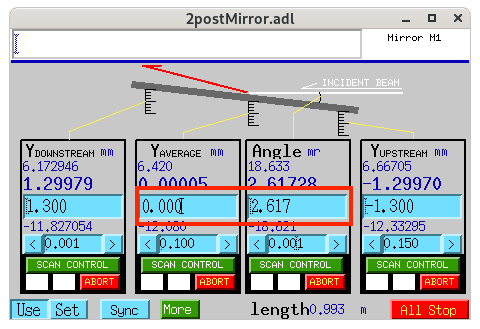 2postMirror.adl
Mirror M1
INCIDENT BEAM
YDOWNSTREAM mm
YAVERAGE mm
Angle mr
YUPSTREAM mm
6.172946
6.420
18.633
6.66705
1.29979
0.00005
2.61728
-1.29970
1.300
0.000
2.617
-1.300
-11.827054
-12.080
-18.621
-12.33295
< 0.001 >
< 0.100 >
< 0.001 >
< 0.150 >
SCAN CONTROL
SCAN CONTROL
SCAN CONTROL
SCAN CONTROL
ABORT
ABORT
ABORT
ABORT
Use
Set
Sync
More
length 0.993 m
All Stop